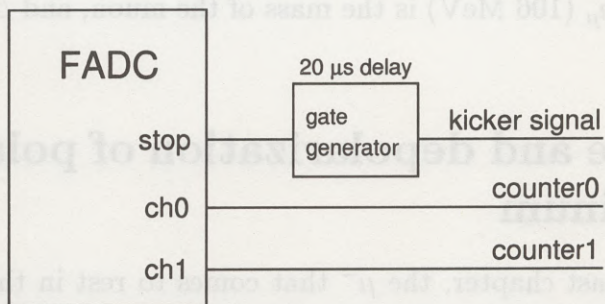 FADC
20 µs delay
gate
generator
stop
kicker signal
ch0
counter0
ch1
counter1